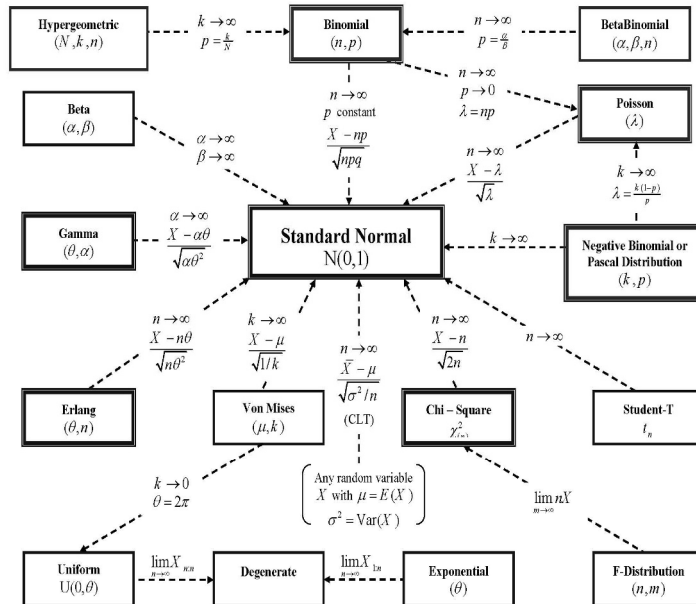 Hypergeometric
(N,k,n)
k→∞
p = k/N
Binomial
(n,p)
n→∞
p = α/β
BetaBinomial
(α,β,n)
Beta
(α,β)
α→∞
β→∞
n→∞
p constant
X − np
√npq
n→∞
p→0
λ = np
Poisson
(λ)
n→∞
X − λ
√λ
k→∞
λ = k(1−p)/p
Gamma
(θ,α)
α→∞
X − αθ
√αθ²
Standard Normal
N(0,1)
k→∞
Negative Binomial or
Pascal Distribution
(k,p)
n→∞
X − nθ
√nθ²
k→∞
X − μ
√1/k
n→∞
X̄ − μ
√σ²/n
(CLT)
n→∞
X − n
√2n
n→∞
Erlang
(θ,n)
Von Mises
(μ,k)
Chi – Square
χ²(n)
Student-T
tₙ
k→0
θ = 2π
Any random variable
X with μ = E(X)
σ² = Var(X)
lim nX
m→∞
Uniform
U(0,θ)
lim X n:n
n→∞
Degenerate
lim X 1:n
n→∞
Exponential
(θ)
F-Distribution
(n,m)